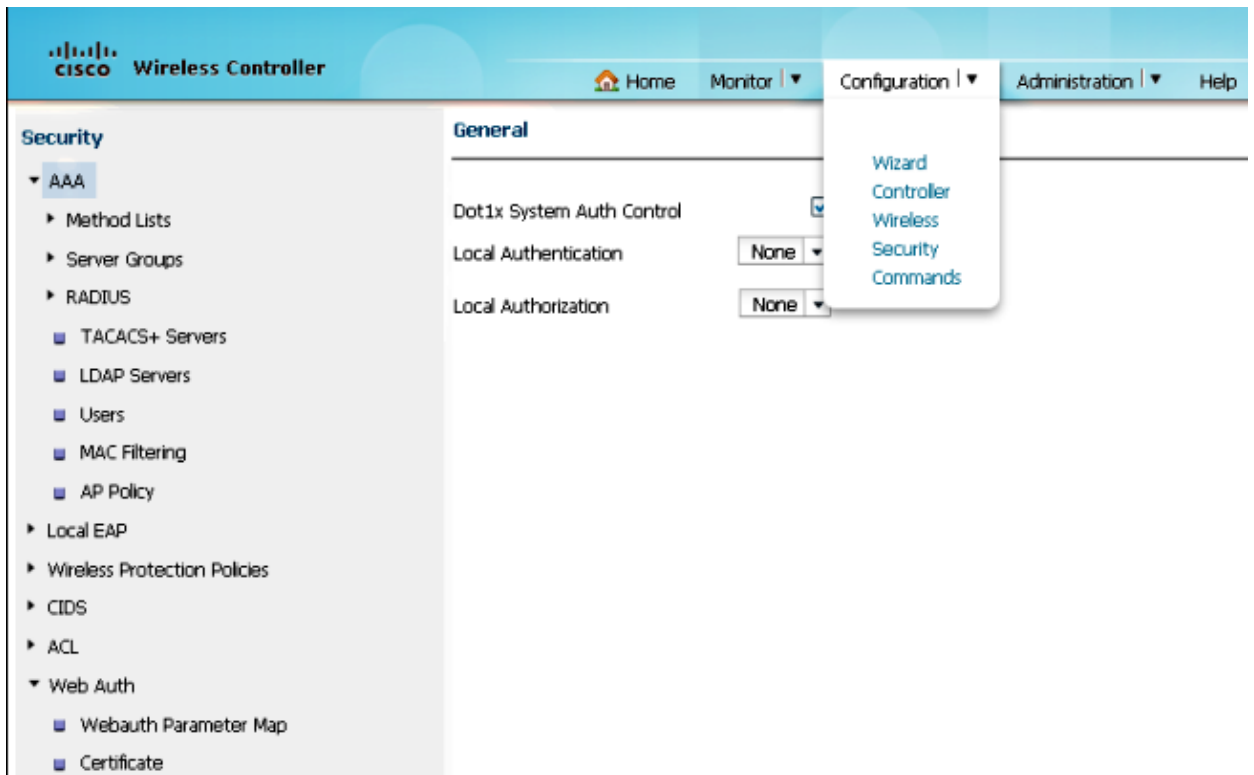 CISCO Wireless Controller
Home Monitor Configuration Administration Help
Wizard
Controller
Wireless
Security
Commands
Security
AAA
Method Lists
Server Groups
RADIUS
TACACS+ Servers
LDAP Servers
Users
MAC Filtering
AP Policy
Local EAP
Wireless Protection Policies
CIDS
ACL
Web Auth
Webauth Parameter Map
Certificate
General
Dot1x System Auth Control
Local Authentication None
Local Authorization None